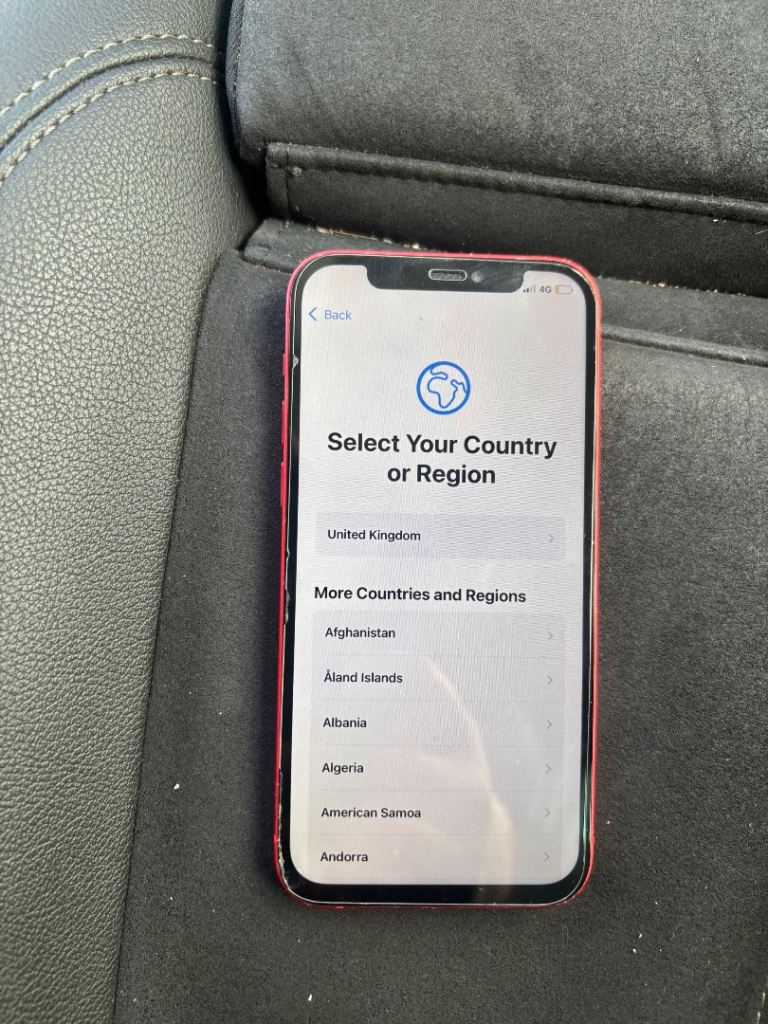 4G
Back
Select Your Country
or Region
United Kingdom
More Countries and Regions
Afghanistan
Åland Islands
Albania
Algeria
American Samoa
Andorra